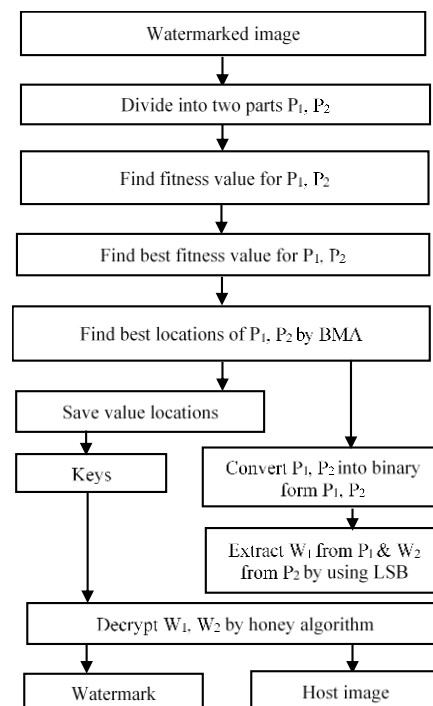 Watermarked image
Divide into two parts P1, P2
Find fitness value for P1, P2
Find best fitness value for P1, P2
Find best locations of P1, P2 by BMA
Save value locations
Keys
Convert P1, P2 into binary
form P1, P2
Extract W1 from P1 & W2
from P2 by using LSB
Decrypt W1, W2 by honey algorithm
Watermark
Host image